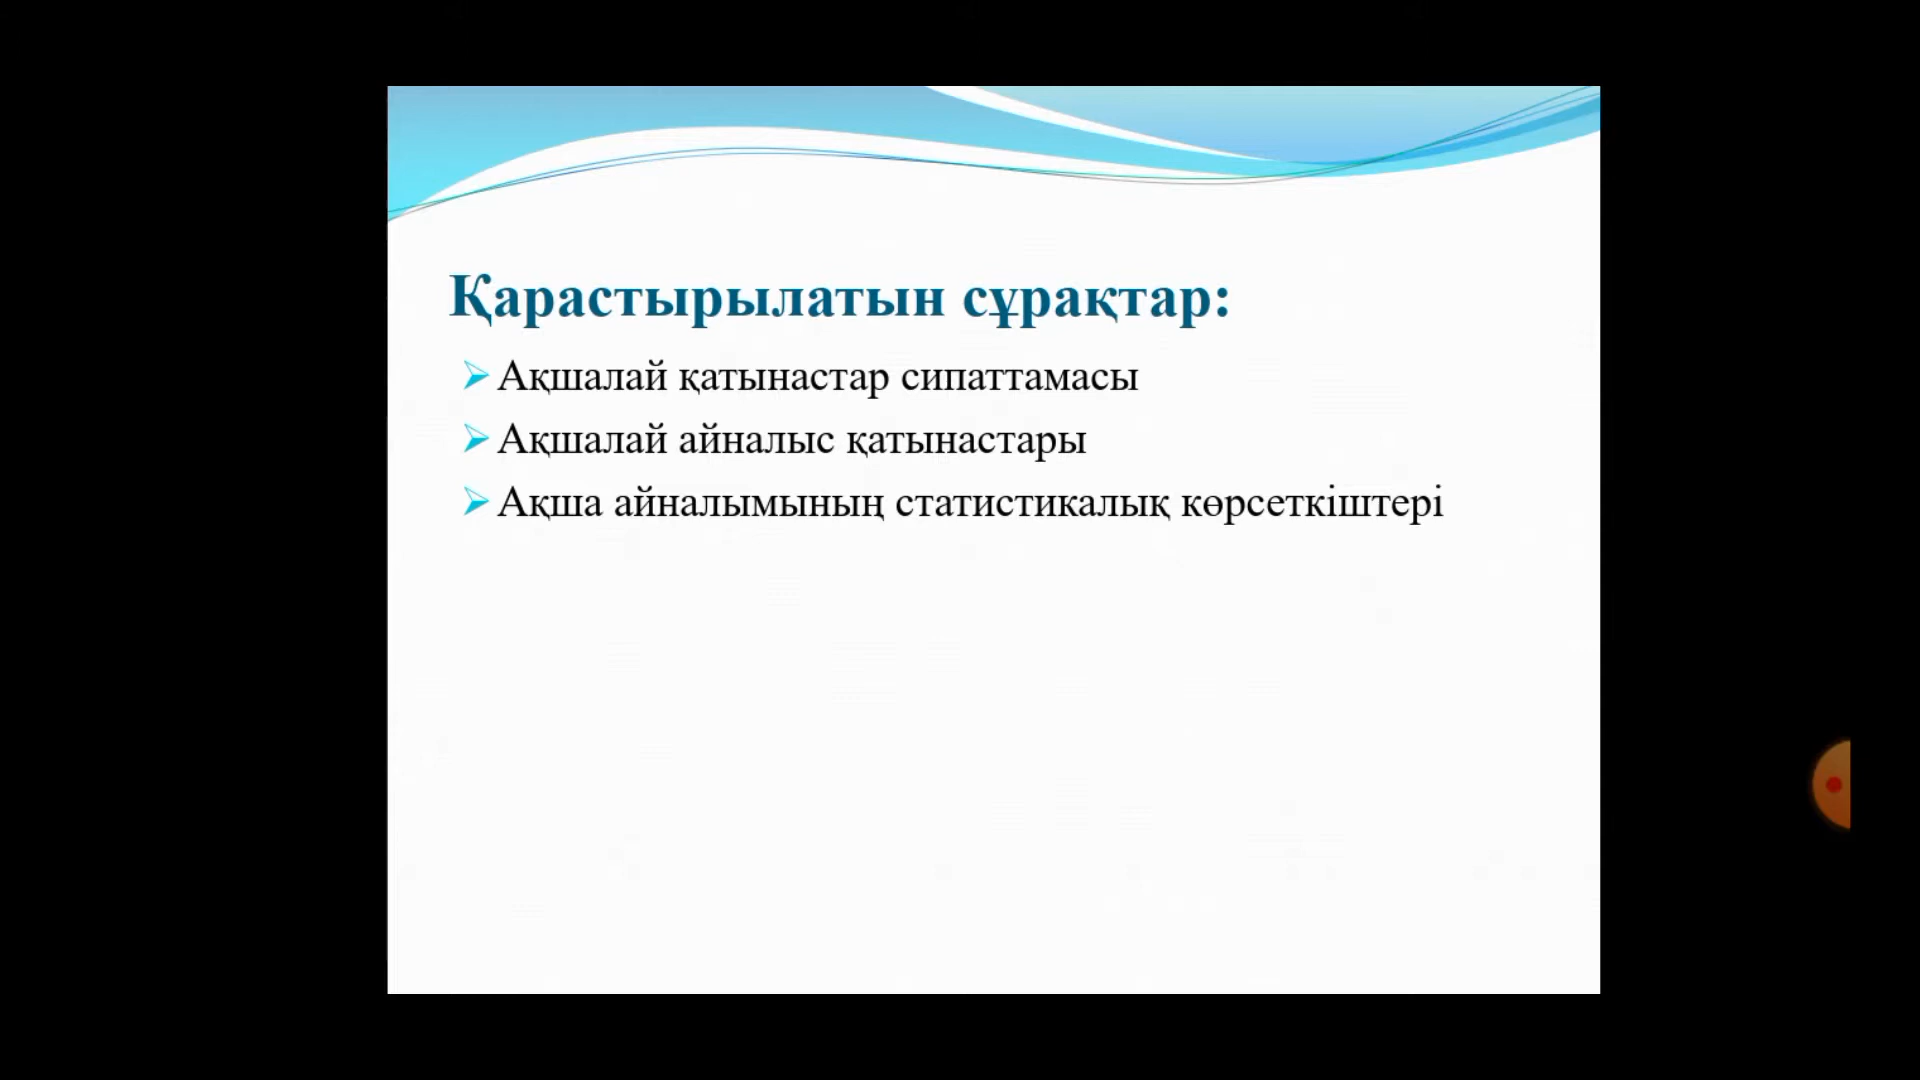 Қарастырылатын сұрақтар:
Ақшалай қатынастар сипаттамасы
Ақшалай айналыс қатынастары
Ақша айналымының статистикалық көрсеткіштері